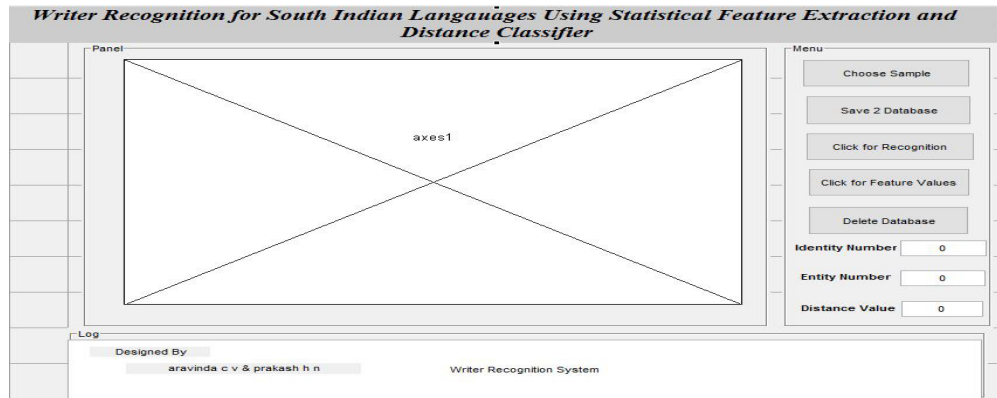 Writer Recognition for South Indian Langauages Using Statistical Feature Extraction and
Distance Classifier
Panel
axes1
Menu
Choose Sample
Save 2 Database
Click for Recognition
Click for Feature Values
Delete Database
Identity Number 0
Entity Number 0
Distance Value 0
Log
Designed By
aravinda c v & prakash h n
Writer Recognition System